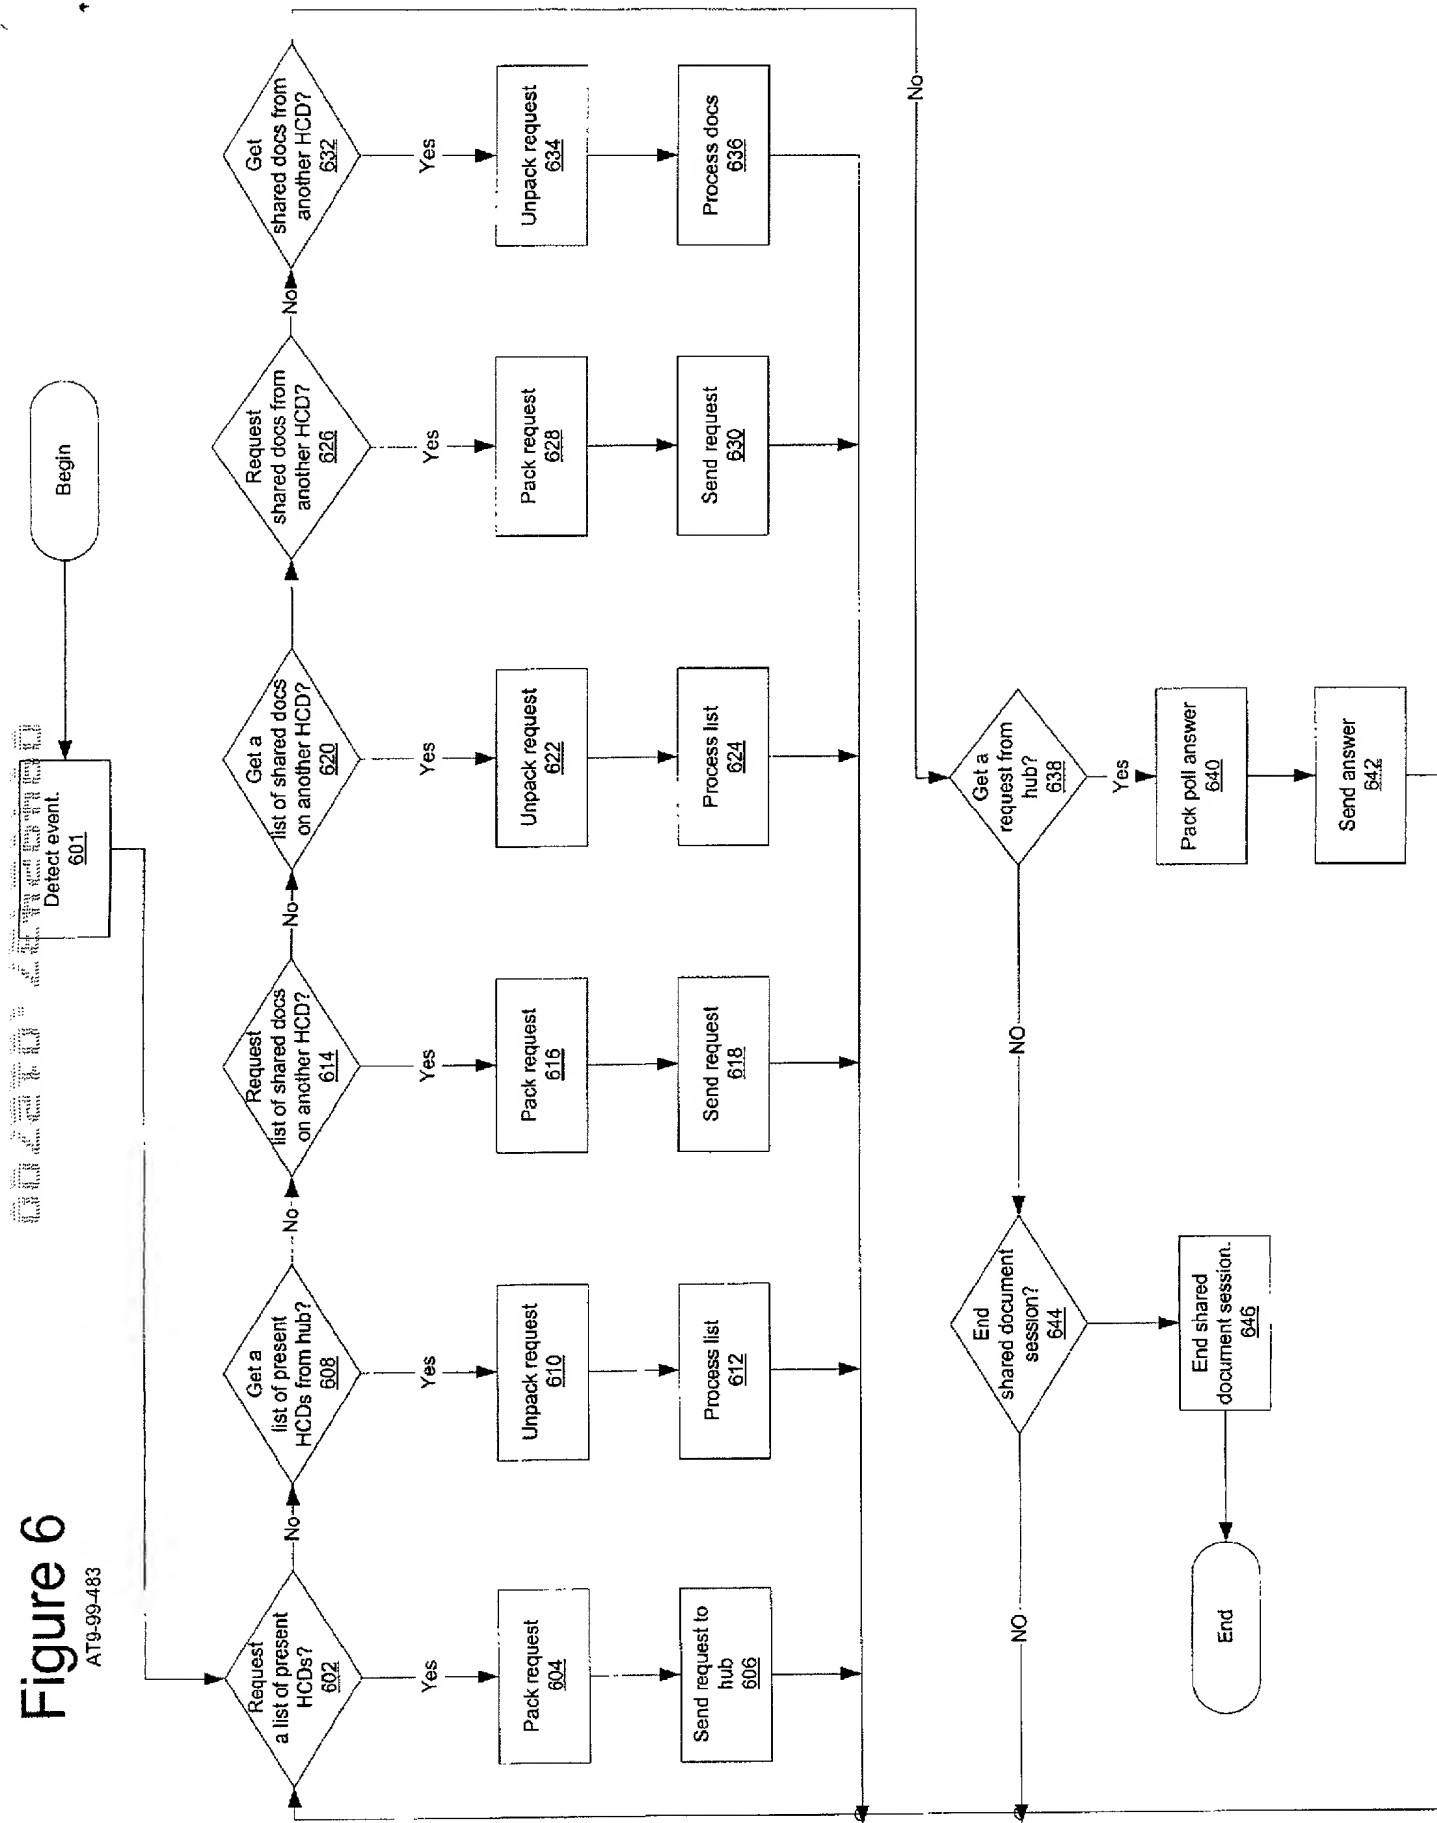 Figure 6
AT9-99-483
Begin
Detect event.
601
Request
a list of present
HCDs?
602
No
Get a
list of present
HCDs from hub?
608
No
Request
list of shared docs
on another HCD?
614
No
Get a
list of shared docs
on another HCD?
620
Request
shared docs from
another HCD?
626
No
Get
shared docs from
another HCD?
632
Yes
Yes
Yes
Yes
Yes
Yes
Pack request
604
Unpack request
610
Pack request
616
Unpack request
622
Pack request
628
Unpack request
634
Send request to
hub
606
Process list
612
Send request
618
Process list
624
Send request
630
Process docs
636
No
NO
End
shared document
session?
644
NO
Get a
request from
hub?
638
Yes
End shared
document session.
646
Pack poll answer
640
End
Send answer
642